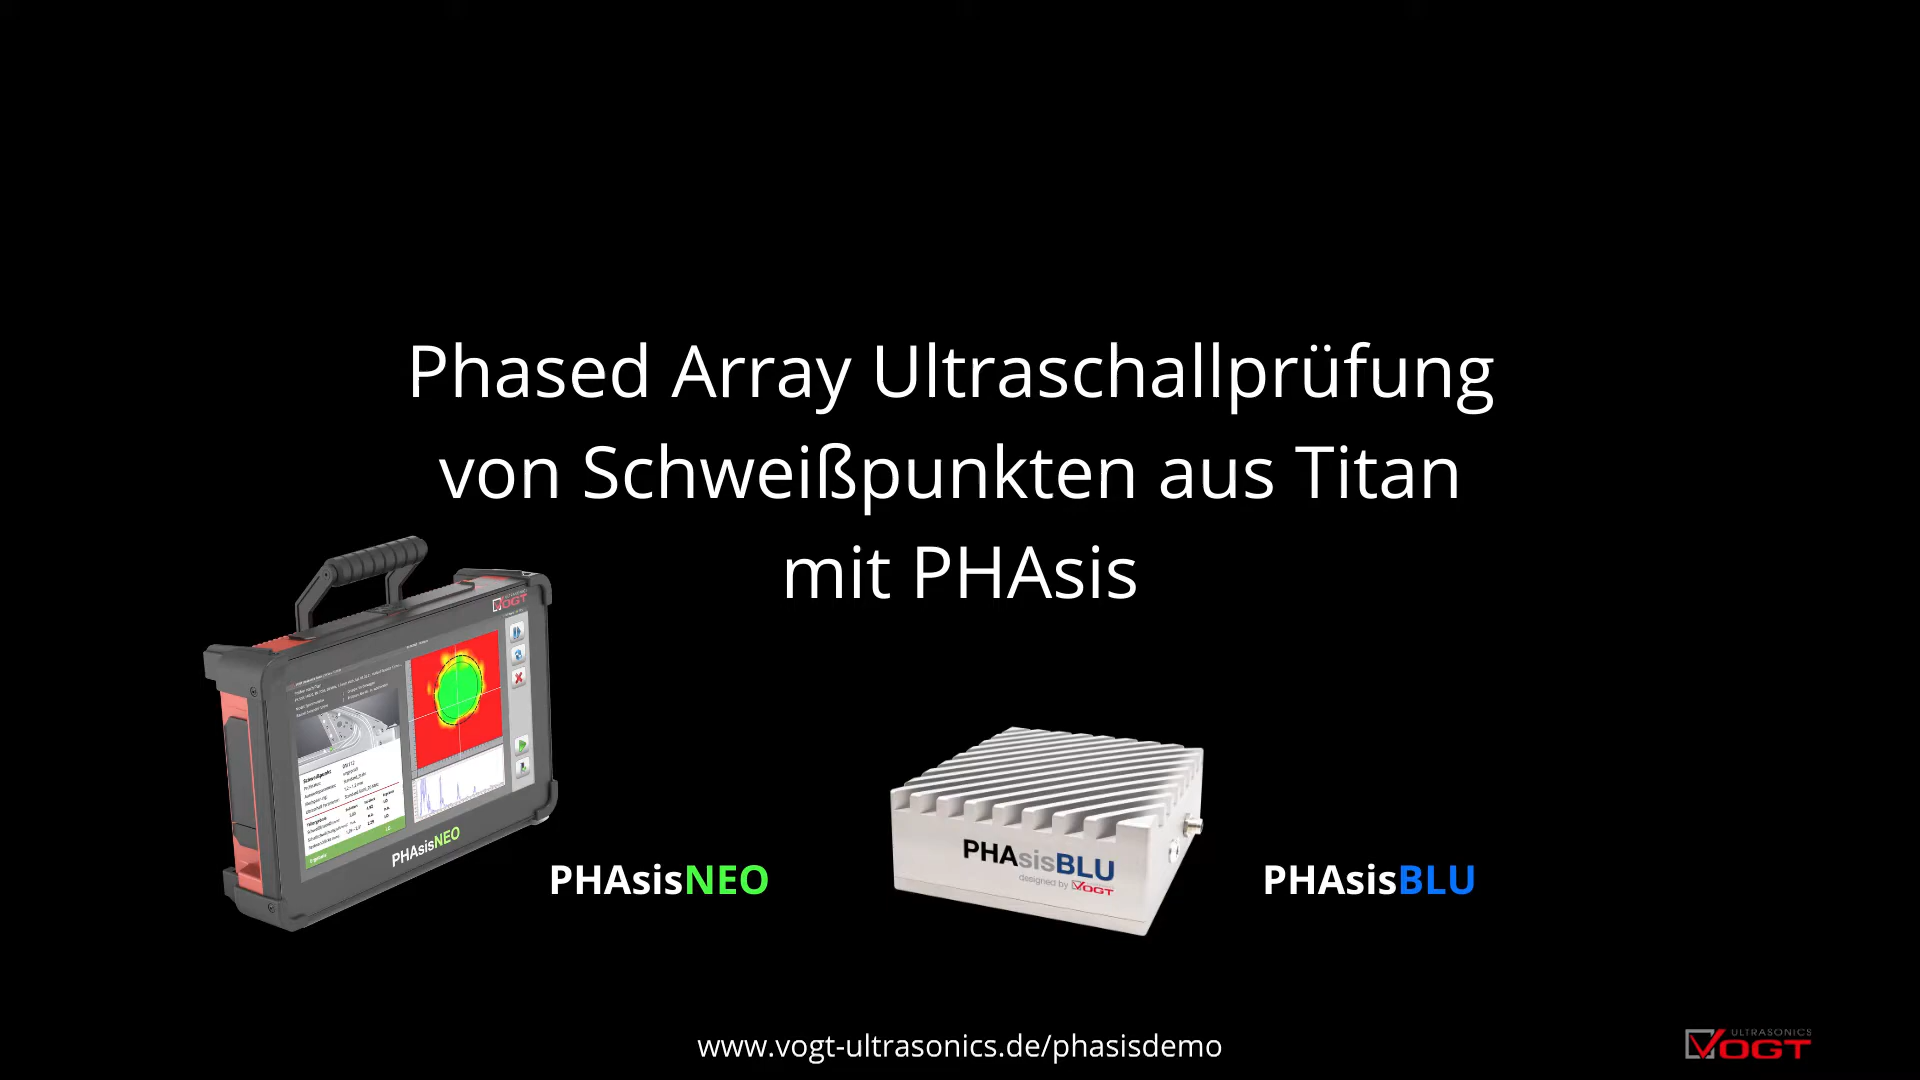 Phased Array Ultraschallprüfung
von Schweißpunkten aus Titan
mit PHAsis
VOGT
PHAsisNEO
PHAsisNEO
PHAsisBLU
designed by VOGT
PHAsisBLU
www.vogt-ultrasonics.de/phasisdemo
ULTRASONICS
VOGT